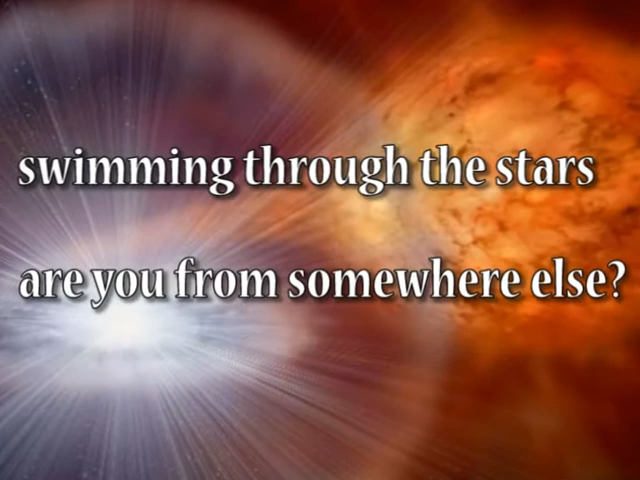 swimming through the stars
are you from somewhere else?